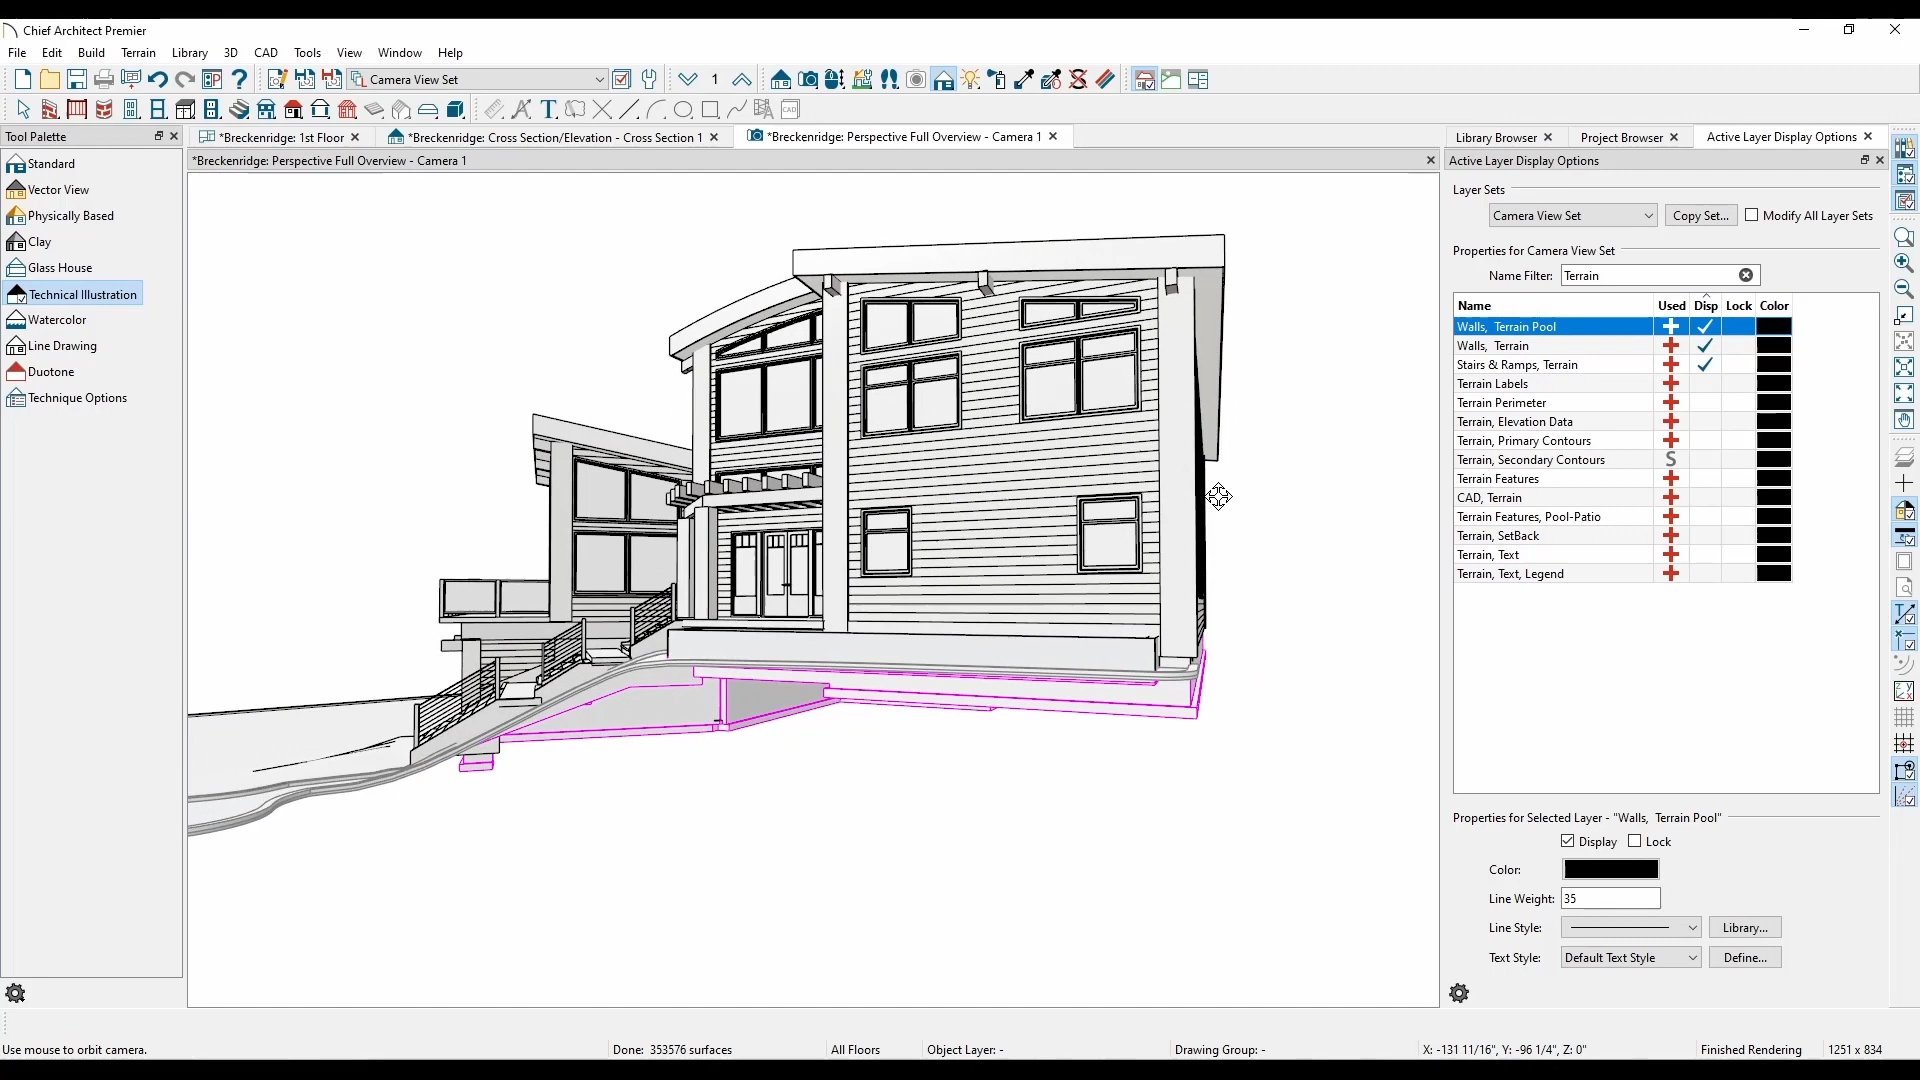 Chief Architect Premier
File Edit Build Terrain Library 3D CAD Tools View Window Help
Camera View Set 1
Tool Palette
*Breckenridge: 1st Floor
*Breckenridge: Cross Section/Elevation - Cross Section 1
*Breckenridge: Perspective Full Overview - Camera 1
Library Browser
Project Browser
Active Layer Display Options
*Breckenridge: Perspective Full Overview - Camera 1
Active Layer Display Options
Standard
Vector View
Physically Based
Clay
Glass House
Technical Illustration
Watercolor
Line Drawing
Duotone
Technique Options
Layer Sets
Camera View Set Copy Set... Modify All Layer Sets
Properties for Camera View Set
Name Filter: Terrain
Name Used Disp Lock Color
Walls, Terrain Pool
Walls, Terrain
Stairs & Ramps, Terrain
Terrain Labels
Terrain Perimeter
Terrain, Elevation Data
Terrain, Primary Contours
Terrain, Secondary Contours S
Terrain Features
CAD, Terrain
Terrain Features, Pool-Patio
Terrain, SetBack
Terrain, Text
Terrain, Text, Legend
Properties for Selected Layer - "Walls, Terrain Pool"
Display Lock
Color:
Line Weight: 35
Line Style: Library...
Text Style: Default Text Style Define...
Use mouse to orbit camera.
Done: 353576 surfaces
All Floors
Object Layer: -
Drawing Group: -
X: -131 11/16", Y: -96 1/4", Z: 0"
Finished Rendering
1251 x 834